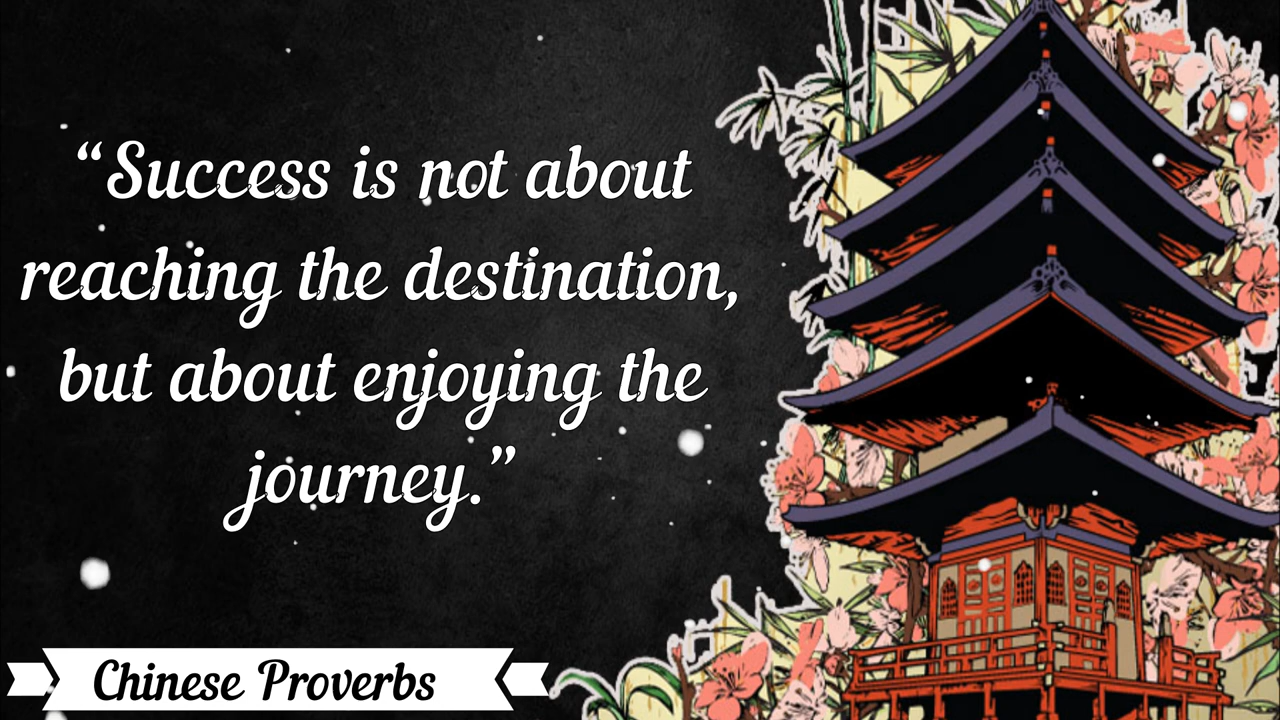 “Success is not about
reaching the destination,
but about enjoying the
journey.”
Chinese Proverbs